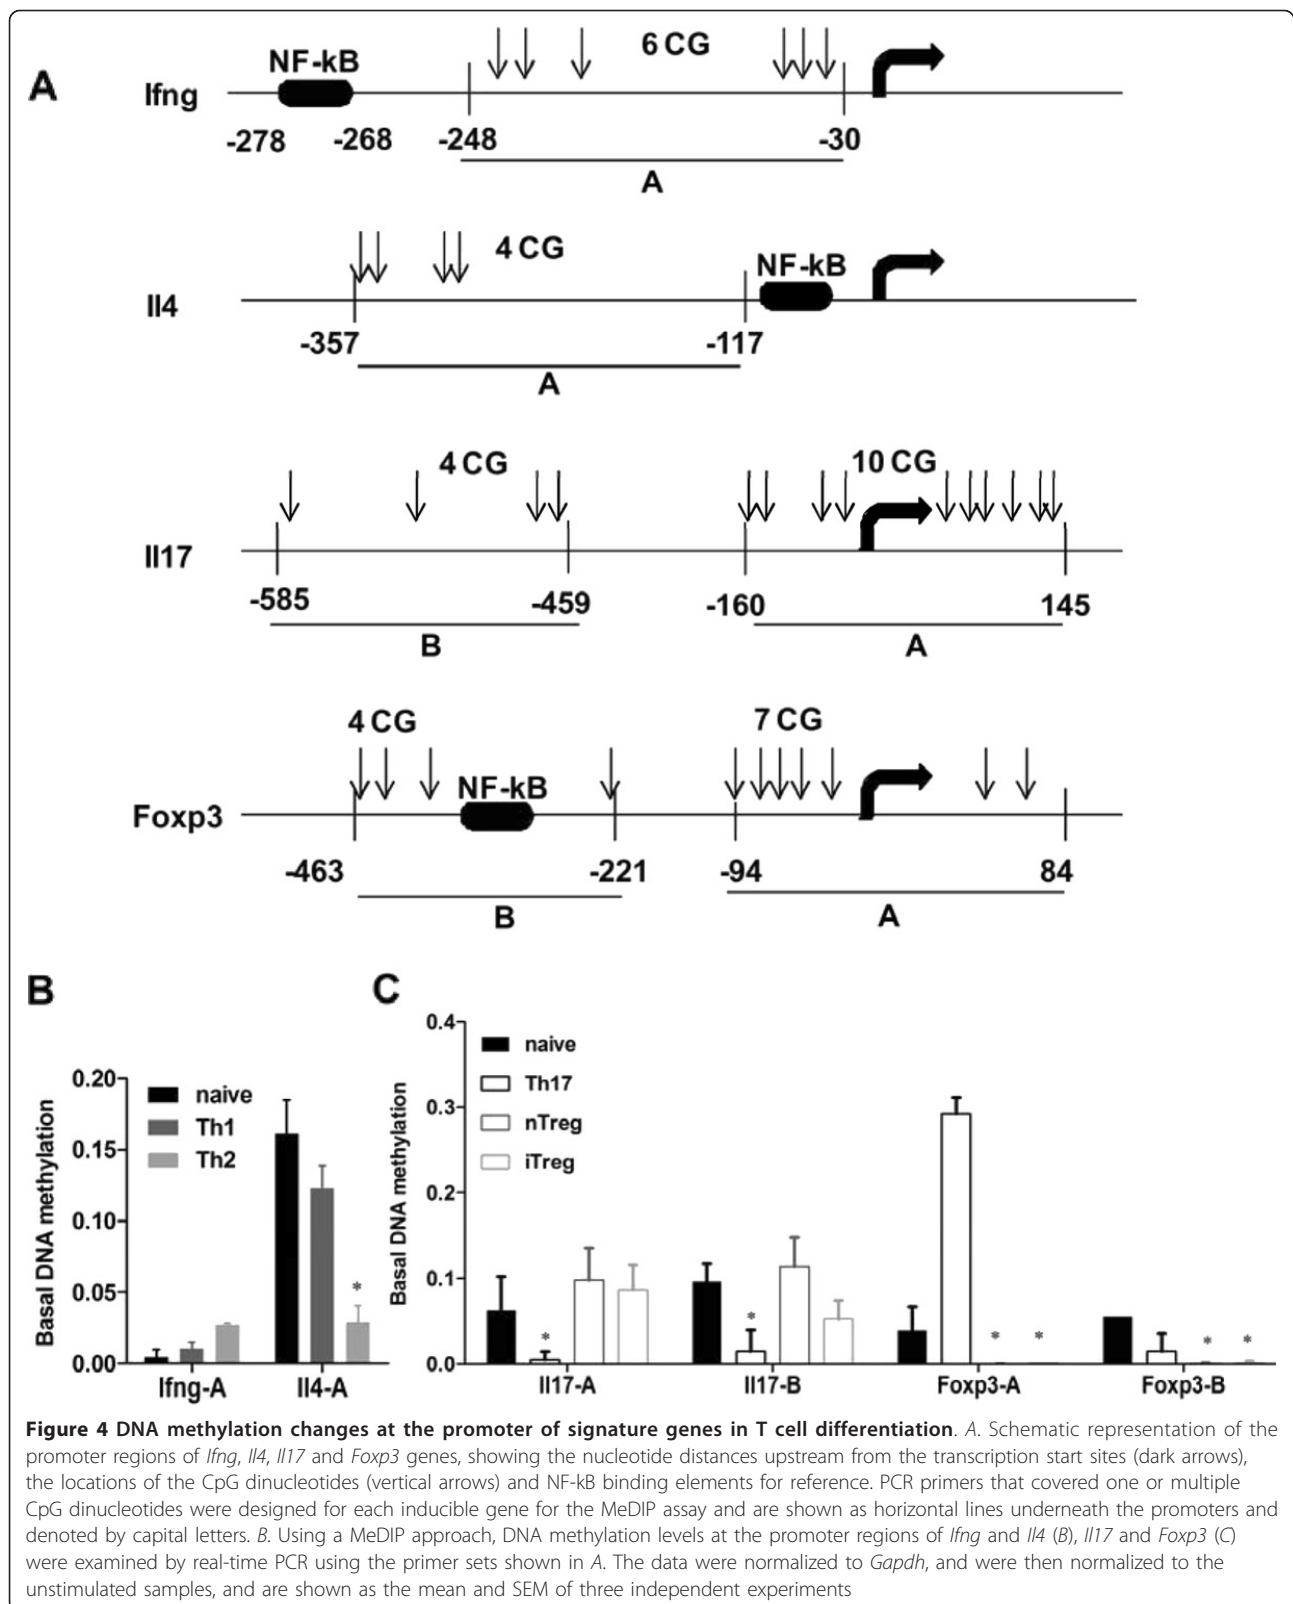 A
NF-kB
6 CG
Ifng
-278
-268
-248
-30
A
4 CG
NF-kB
Il4
-357
-117
A
4 CG
10 CG
Il17
-585
-459
-160
145
B
A
4 CG
7 CG
NF-kB
Foxp3
-463
-221
-94
84
B
A
B
Basal DNA methylation
0.20
0.15
0.10
0.05
0.00
naive
Th1
Th2
*
Ifng-A
Il4-A
C
Basal DNA methylation
0.4
0.3
0.2
0.1
0.0
naive
Th17
nTreg
iTreg
*
*
*
*
*
*
Il17-A
Il17-B
Foxp3-A
Foxp3-B
Figure 4 DNA methylation changes at the promoter of signature genes in T cell differentiation. A. Schematic representation of the
promoter regions of Ifng, Il4, Il17 and Foxp3 genes, showing the nucleotide distances upstream from the transcription start sites (dark arrows),
the locations of the CpG dinucleotides (vertical arrows) and NF-kB binding elements for reference. PCR primers that covered one or multiple
CpG dinucleotides were designed for each inducible gene for the MeDIP assay and are shown as horizontal lines underneath the promoters and
denoted by capital letters. B. Using a MeDIP approach, DNA methylation levels at the promoter regions of Ifng and Il4 (B), Il17 and Foxp3 (C)
were examined by real-time PCR using the primer sets shown in A. The data were normalized to Gapdh, and were then normalized to the
unstimulated samples, and are shown as the mean and SEM of three independent experiments